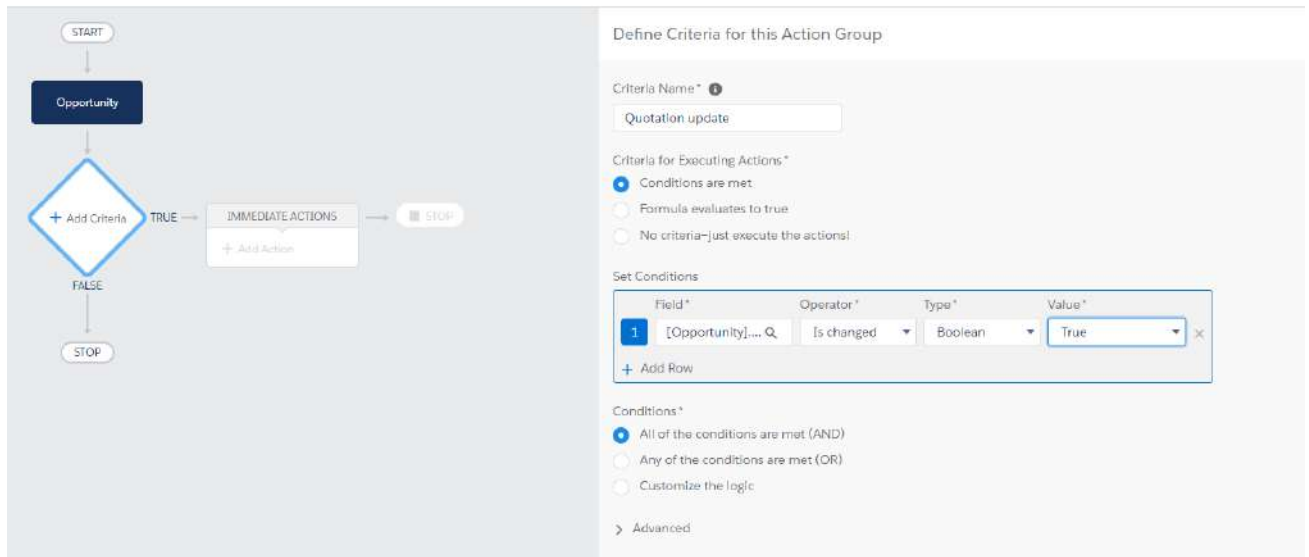 START
Opportunity
+ Add Criteria
TRUE
IMMEDIATE ACTIONS
+ Add Action
STOP
FALSE
STOP
Define Criteria for this Action Group
Criteria Name*
Quotation update
Criteria for Executing Actions*
Conditions are met
Formula evaluates to true
No criteria–just execute the actions!
Set Conditions
Field* Operator* Type* Value*
1 [Opportunity].... Is changed Boolean True
+ Add Row
Conditions*
All of the conditions are met (AND)
Any of the conditions are met (OR)
Customize the logic
Advanced